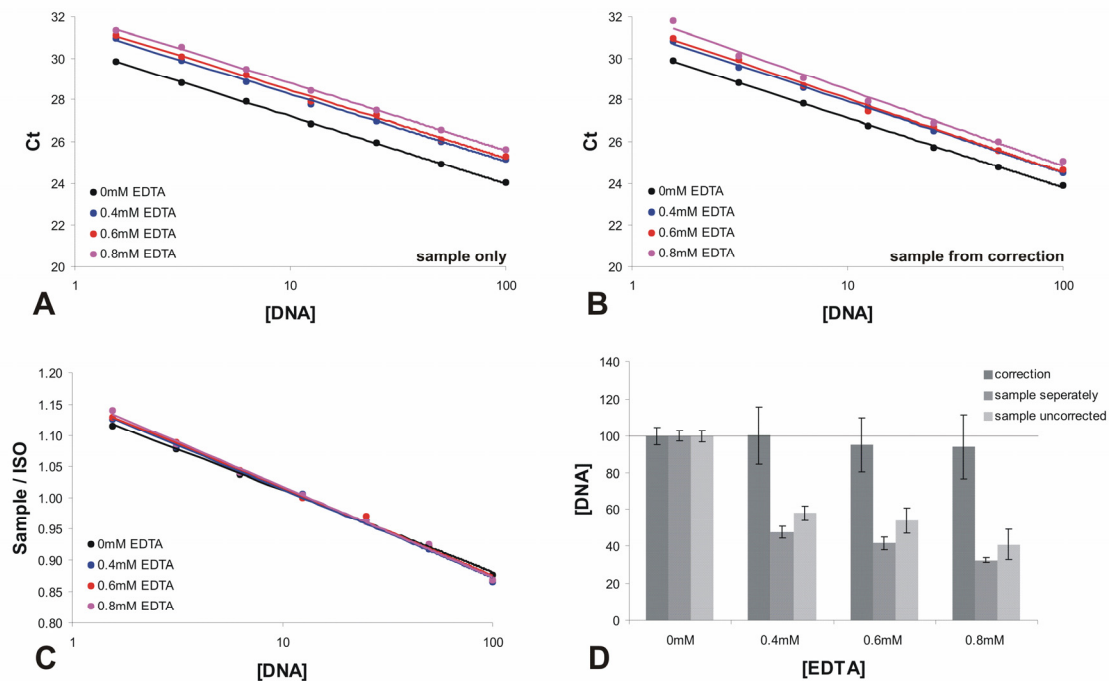 32
30
28
26
24
22
20
Ct
0mM EDTA
0.4mM EDTA
0.6mM EDTA
0.8mM EDTA
sample only
1
10
100
[DNA]
A
32
30
28
26
24
22
20
Ct
0mM EDTA
0.4mM EDTA
0.6mM EDTA
0.8mM EDTA
sample from correction
1
10
100
[DNA]
B
1.20
1.15
1.10
1.05
1.00
0.95
0.90
0.85
0.80
Sample / ISO
0mM EDTA
0.4mM EDTA
0.6mM EDTA
0.8mM EDTA
1
10
100
[DNA]
C
140
120
100
80
60
40
20
0
[DNA]
correction
sample seperately
sample uncorrected
0mM
0.4mM
0.6mM
0.8mM
[EDTA]
D